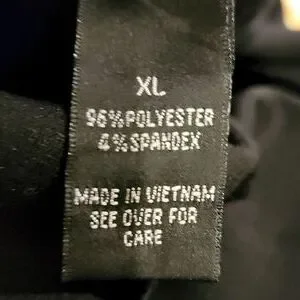 XL
96%POLYESTER
4%SPANDEX
MADE IN VIETNAM
SEE OVER FOR
CARE